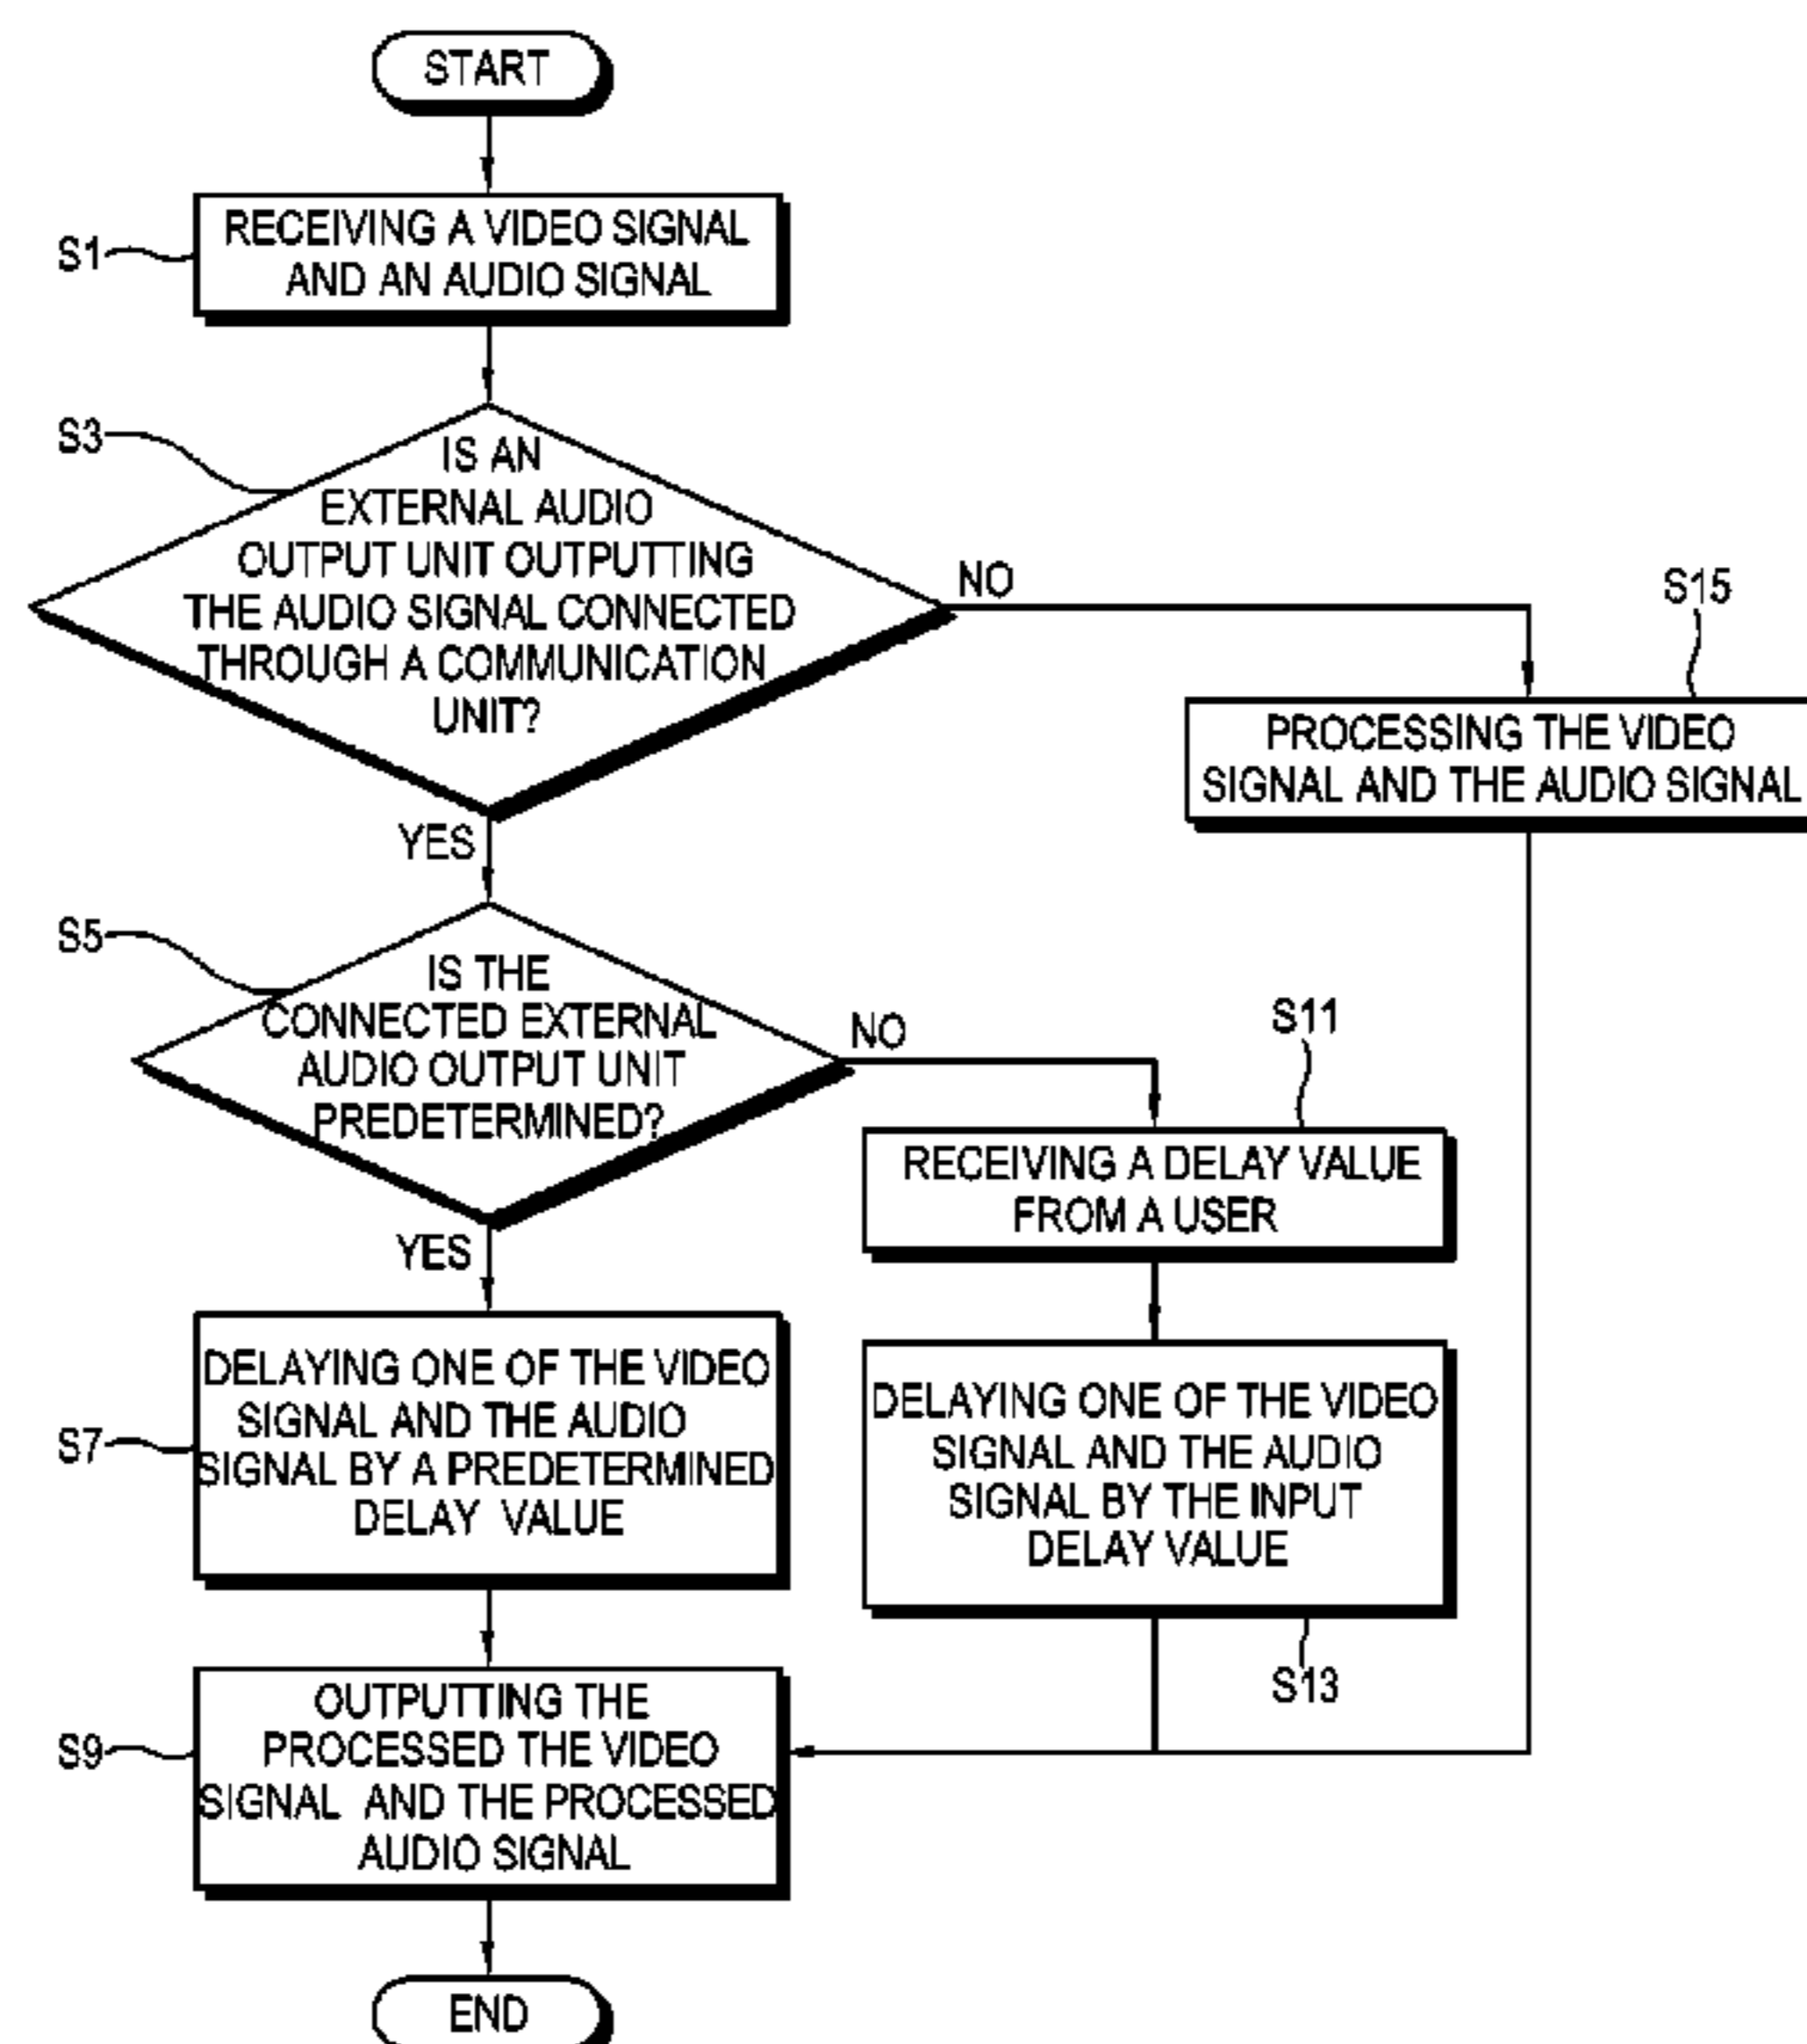 START
S1
RECEIVING A VIDEO SIGNAL
AND AN AUDIO SIGNAL
S3
IS AN
EXTERNAL AUDIO
OUTPUT UNIT OUTPUTTING
THE AUDIO SIGNAL CONNECTED
THROUGH A COMMUNICATION
UNIT?
NO
S15
PROCESSING THE VIDEO
SIGNAL AND THE AUDIO SIGNAL
YES
S5
IS THE
CONNECTED EXTERNAL
AUDIO OUTPUT UNIT
PREDETERMINED?
NO
S11
RECEIVING A DELAY VALUE
FROM A USER
YES
S7
DELAYING ONE OF THE VIDEO
SIGNAL AND THE AUDIO
SIGNAL BY A PREDETERMINED
DELAY VALUE
DELAYING ONE OF THE VIDEO
SIGNAL AND THE AUDIO
SIGNAL BY THE INPUT
DELAY VALUE
S13
S9
OUTPUTTING THE
PROCESSED THE VIDEO
SIGNAL AND THE PROCESSED
AUDIO SIGNAL
END